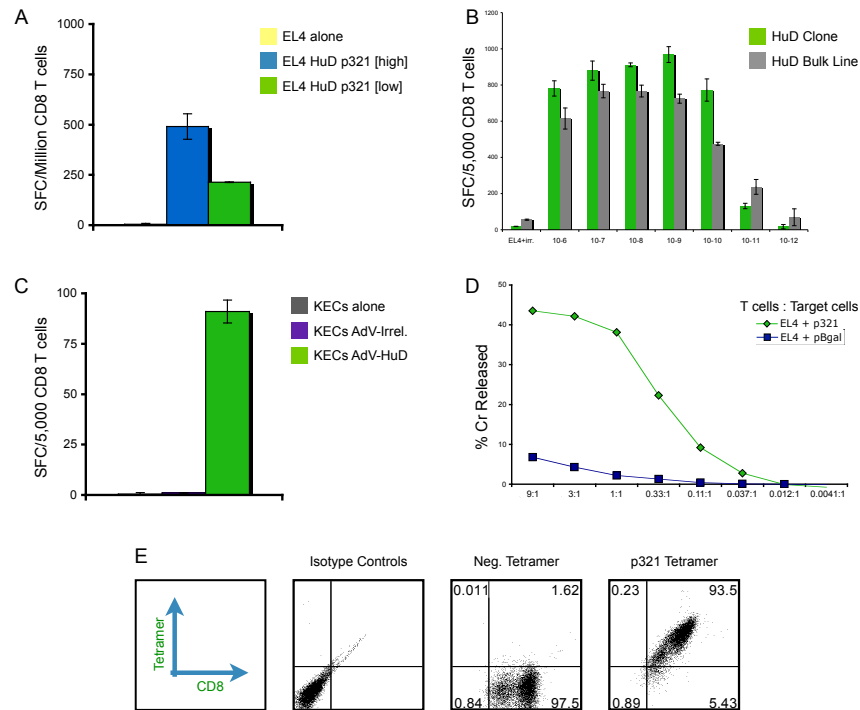 A
SFC/Million CD8 T cells
1000
750
500
250
0
EL4 alone
EL4 HuD p321 [high]
EL4 HuD p321 [low]
B
SFC/5,000 CD8 T cells
1000
800
600
400
200
0
EL4+irr. 10-6 10-7 10-8 10-9 10-10 10-11 10-12
HuD Clone
HuD Bulk Line
C
SFC/5,000 CD8 T cells
100
75
50
25
0
KECs alone
KECs AdV-Irrel.
KECs AdV-HuD
D
% Cr Released
50
40
30
20
10
0
9:1 3:1 1:1 0.33:1 0.11:1 0.037:1 0.012:1 0.0041:1
T cells : Target cells
EL4 + p321
EL4 + pBgal
E
Tetramer
CD8
Isotype Controls
Neg. Tetramer
0.011 1.62
0.84 97.5
p321 Tetramer
0.23 93.5
0.89 5.43